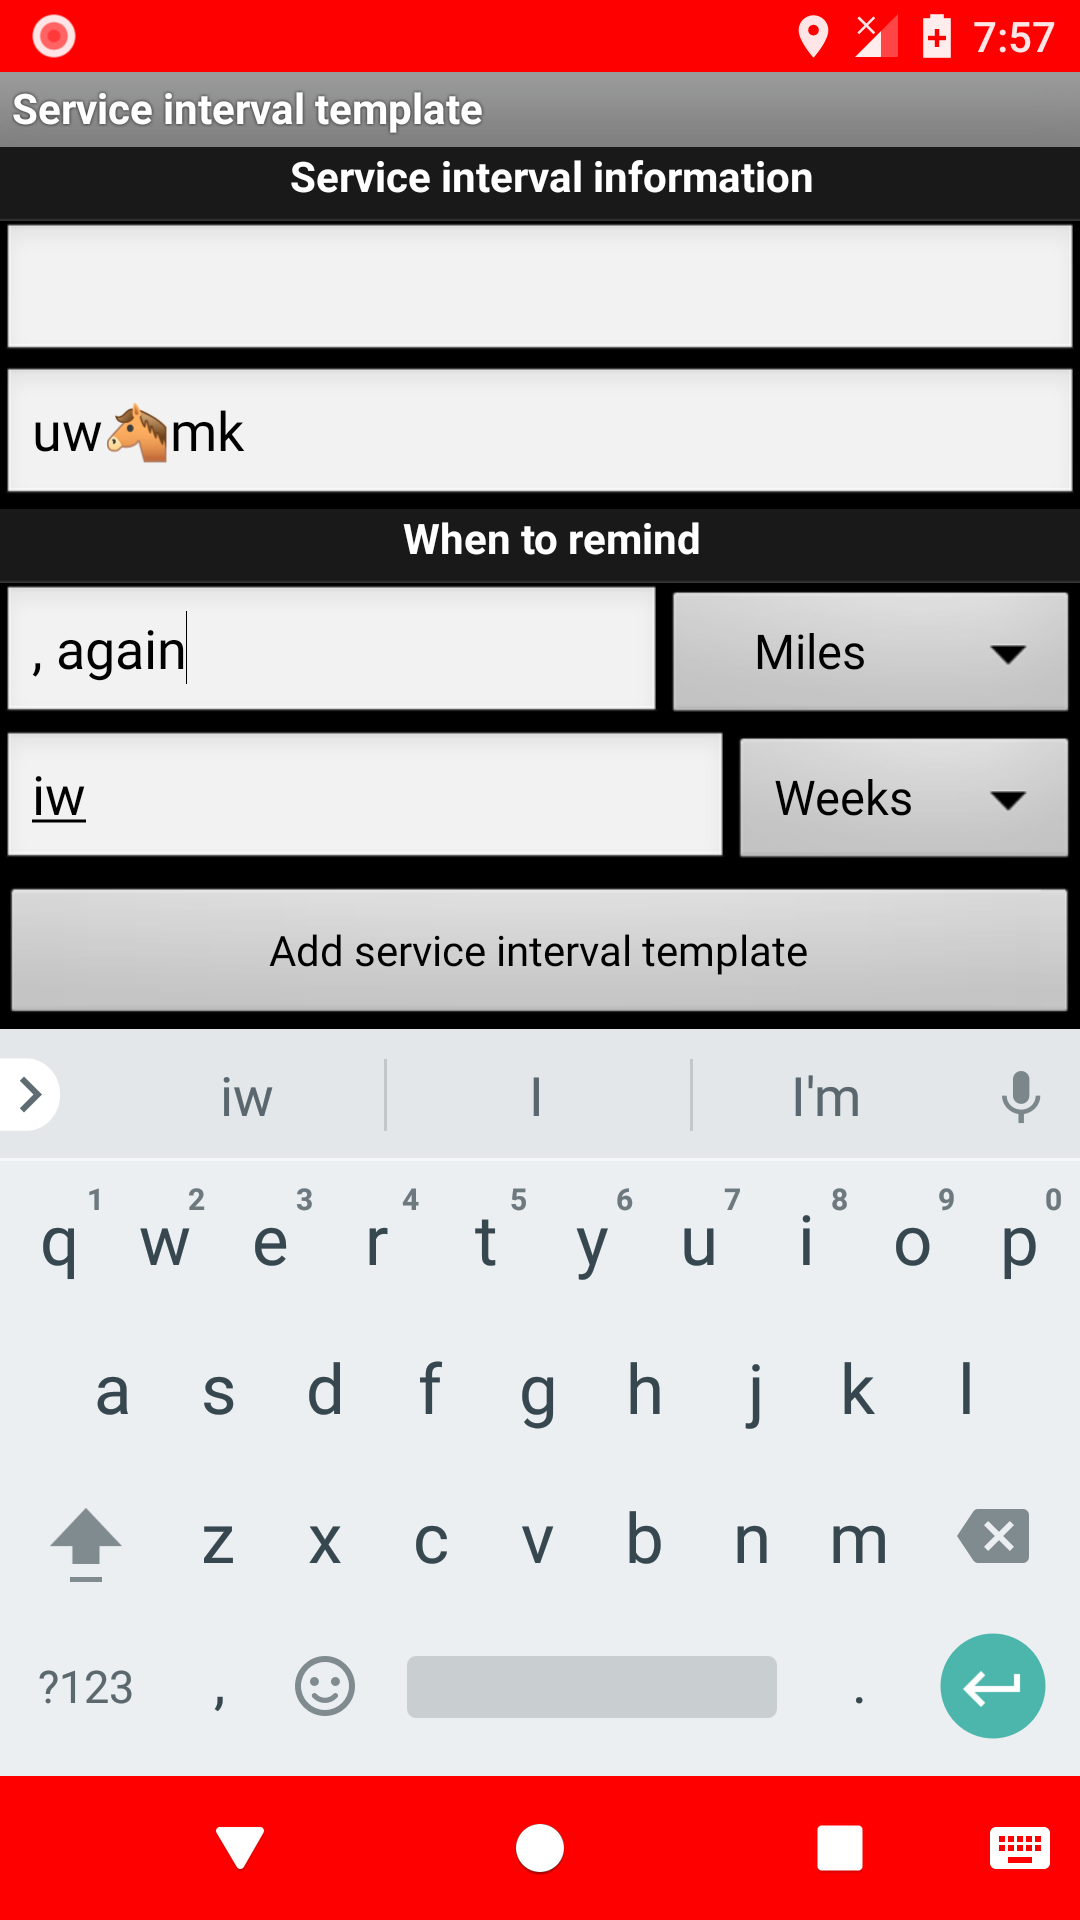 7:57
Service interval template
Service interval information
uw🐴mk
When to remind
, again
Miles
iw
Weeks
Add service interval template
iw I I'm
1 2 3 4 5 6 7 8 9 0
q w e r t y u i o p
a s d f g h j k l
z x c v b n m
?123 , .